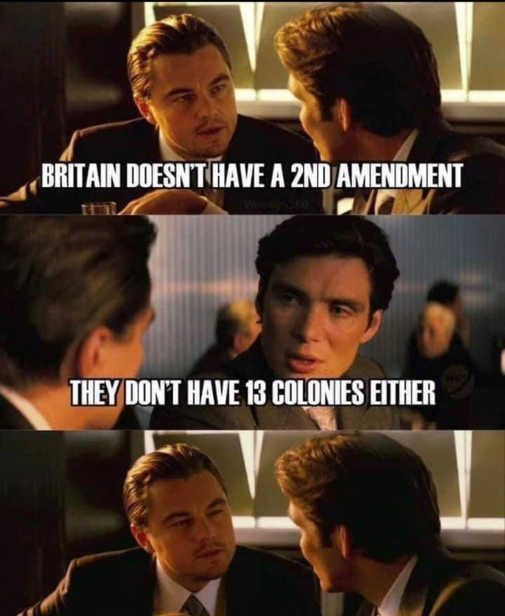 BRITAIN DOESN'T HAVE A 2ND AMENDMENT
THEY DON'T HAVE 13 COLONIES EITHER